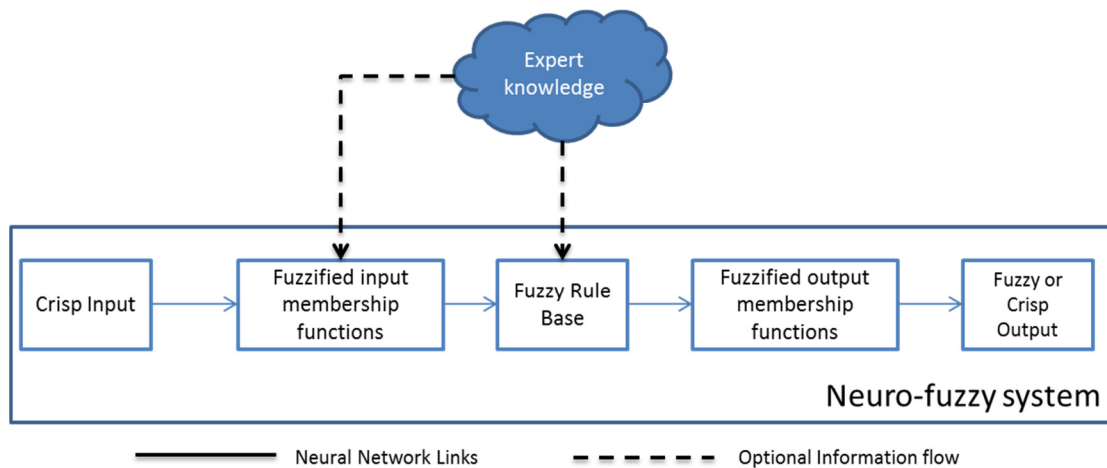 Expert
knowledge
Crisp Input
Fuzzified input
membership
functions
Fuzzy Rule
Base
Fuzzified output
membership
functions
Fuzzy or
Crisp
Output
Neuro-fuzzy system
Neural Network Links
Optional Information flow